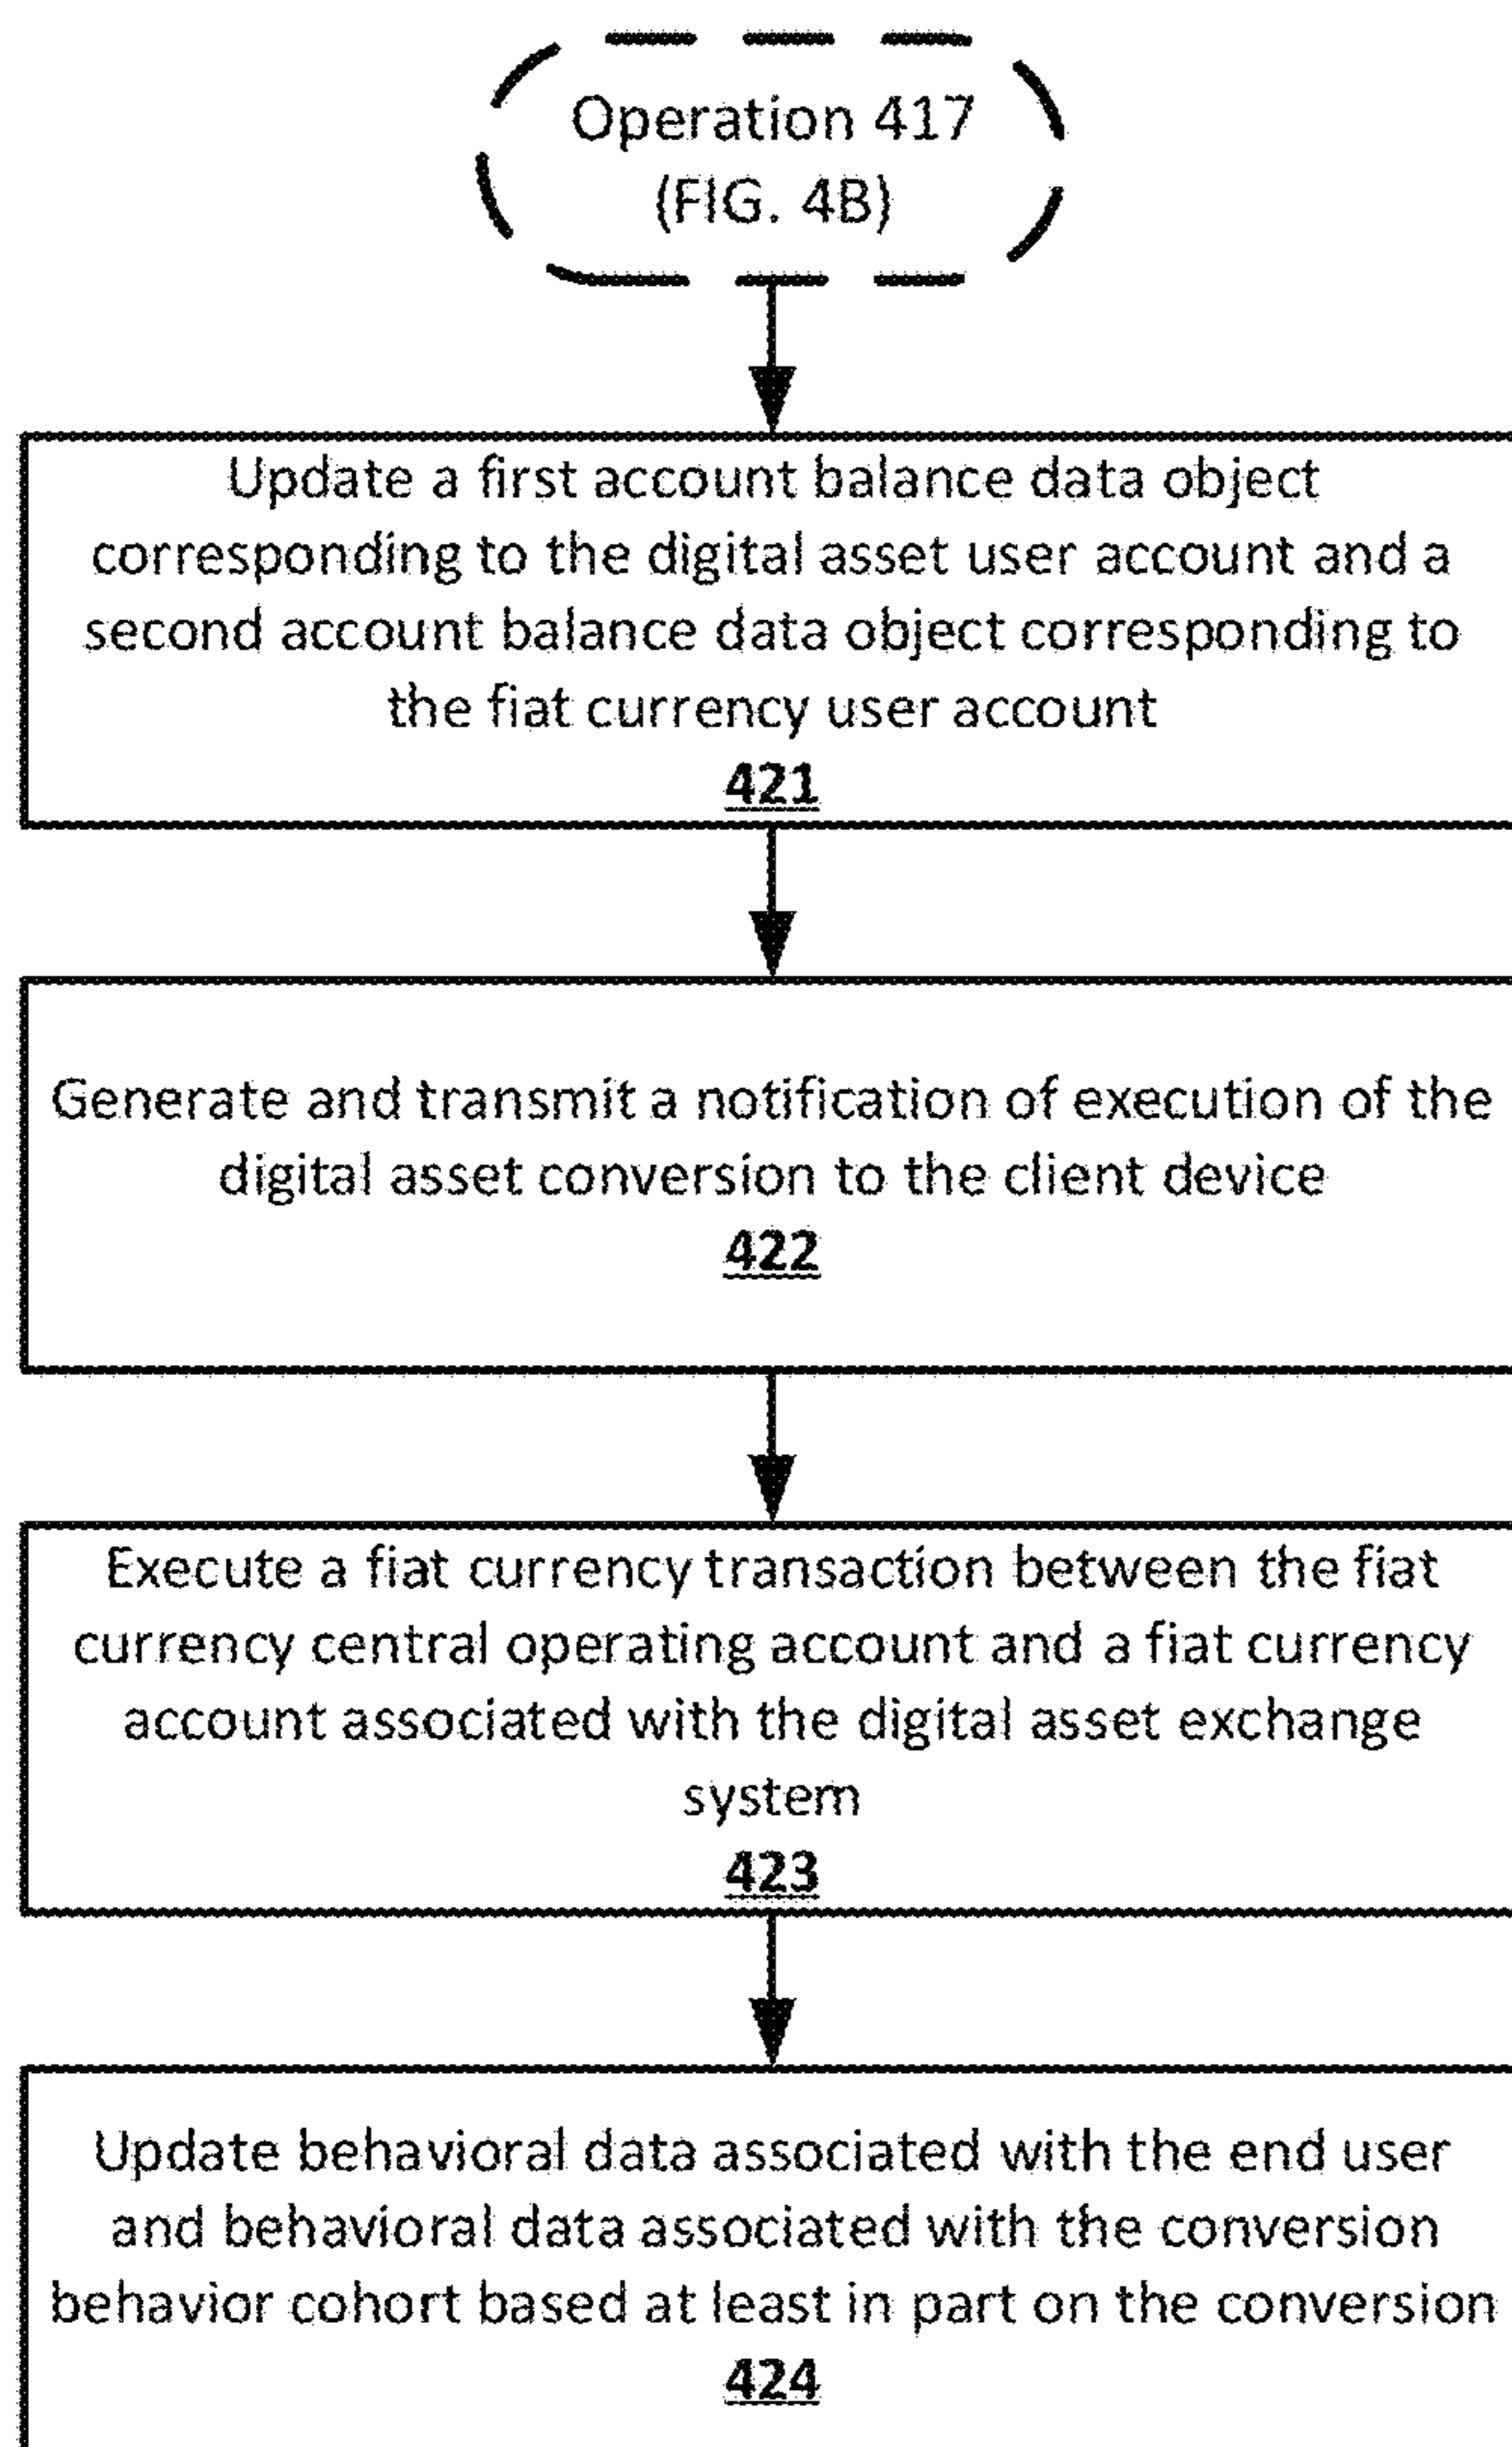 Operation 417
(FIG. 4B)
Update a first account balance data object
corresponding to the digital asset user account and a
second account balance data object corresponding to
the fiat currency user account
421
Generate and transmit a notification of execution of the
digital asset conversion to the client device
422
Execute a fiat currency transaction between the fiat
currency central operating account and a fiat currency
account associated with the digital asset exchange
system
423
Update behavioral data associated with the end user
and behavioral data associated with the conversion
behavior cohort based at least in part on the conversion
424